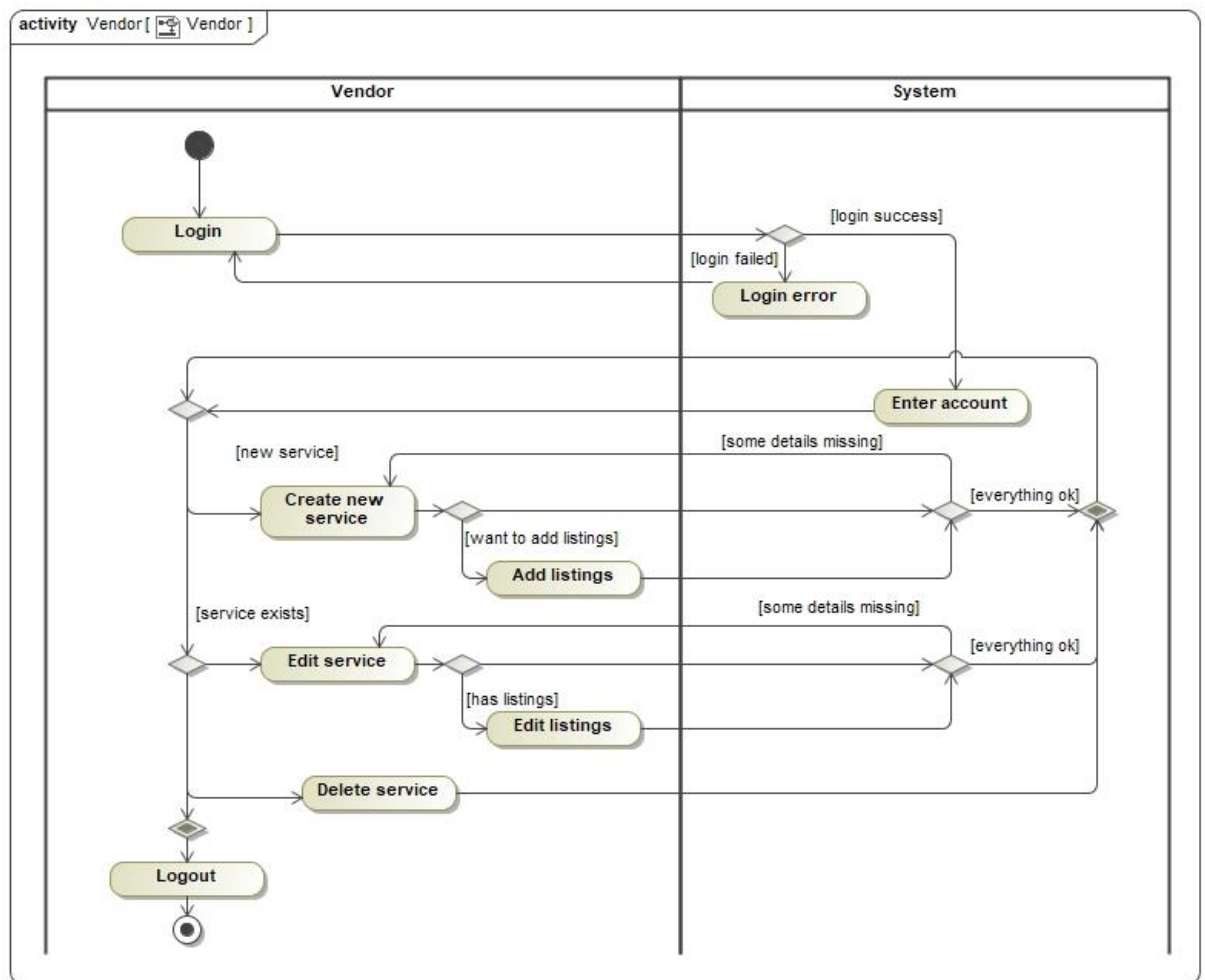 activity Vendor [ Vendor ]
Vendor
System
[login success]
Login
[login failed]
Login error
Enter account
[some details missing]
[new service]
Create new
service
[everything ok]
[want to add listings]
Add listings
[some details missing]
[service exists]
[everything ok]
Edit service
[has listings]
Edit listings
Delete service
Logout